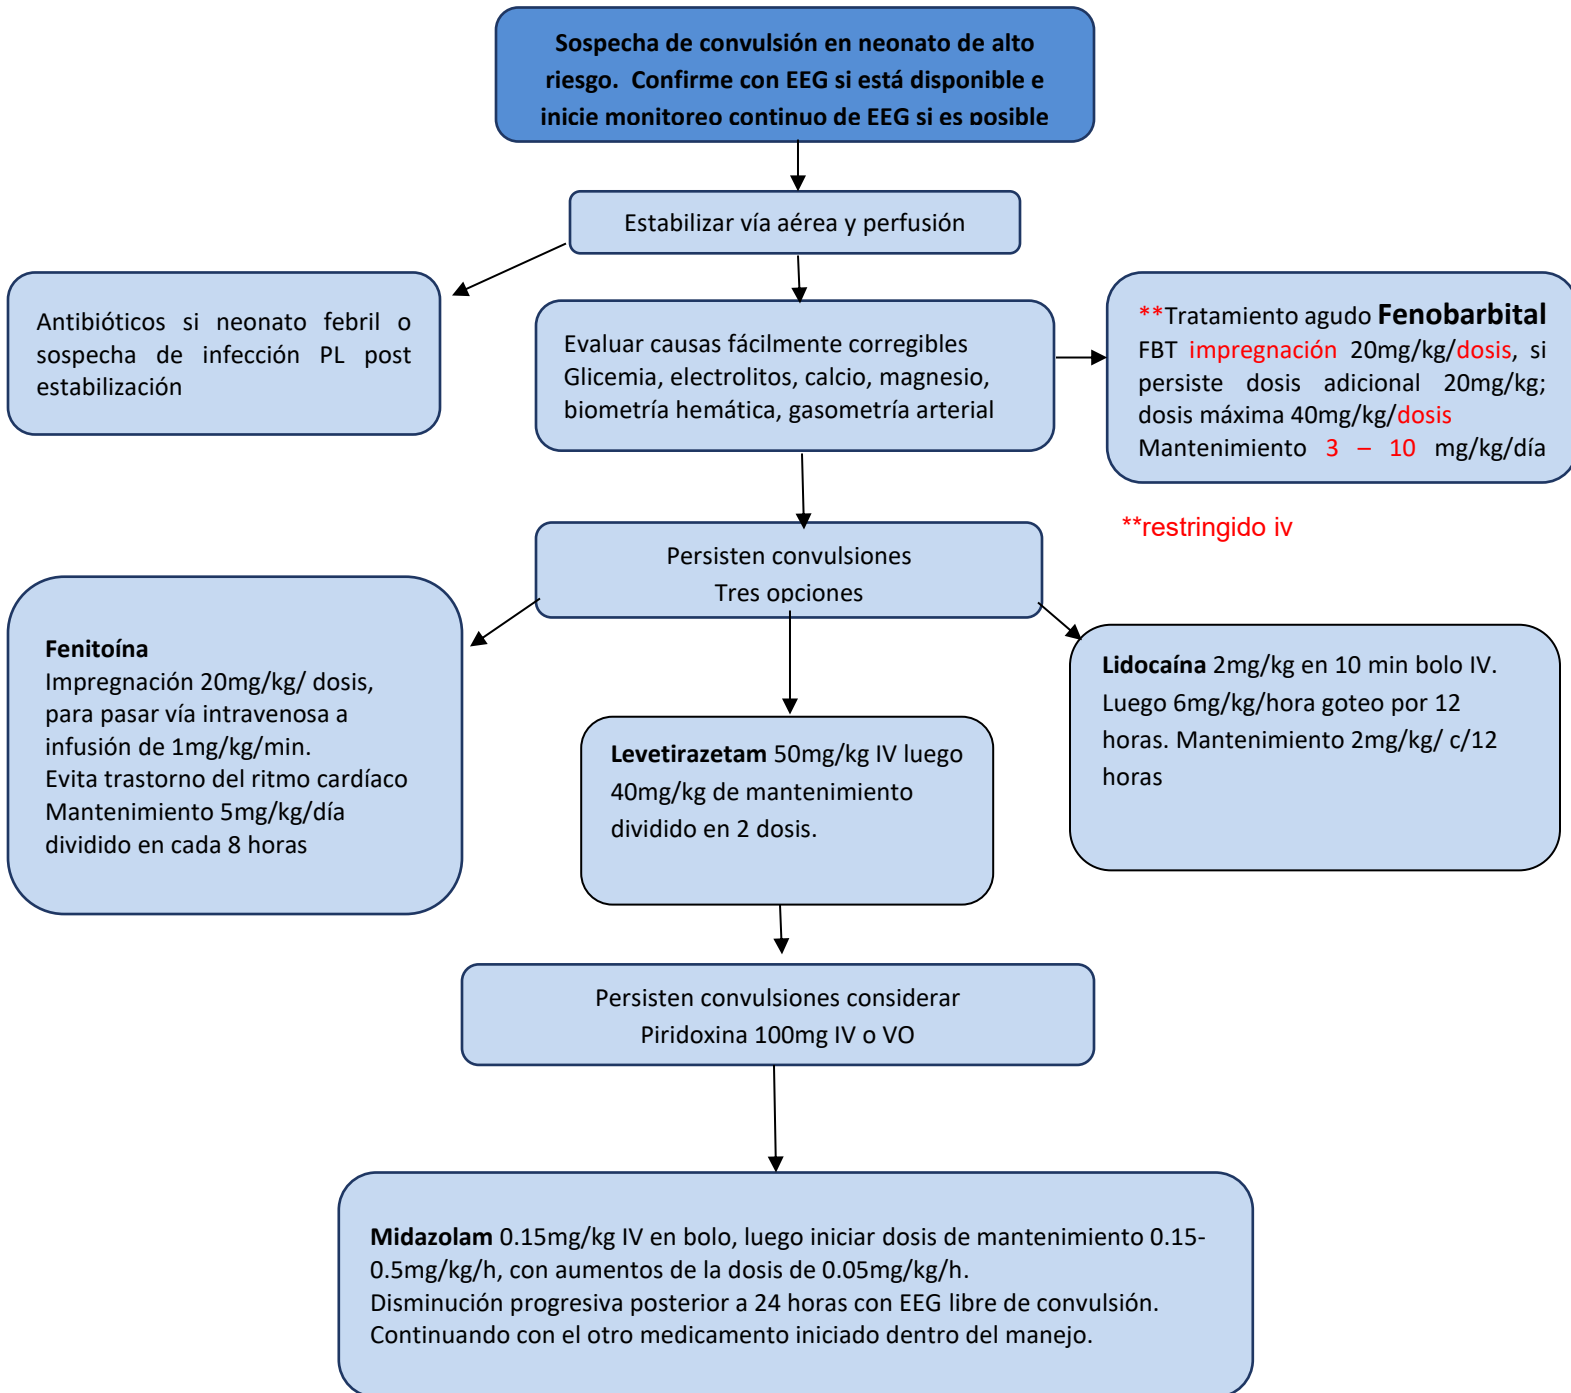 Sospecha de convulsión en neonato de alto
riesgo. Confirme con EEG si está disponible e
inicie monitoreo continuo de EEG si es posible
Estabilizar vía aérea y perfusión
Antibióticos si neonato febril o
sospecha de infección PL post
estabilización
Evaluar causas fácilmente corregibles
Glicemia, electrolitos, calcio, magnesio,
biometría hemática, gasometría arterial
**Tratamiento agudo Fenobarbital
FBT impregnación 20mg/kg/dosis, si
persiste dosis adicional 20mg/kg;
dosis máxima 40mg/kg/dosis
Mantenimiento 3 – 10 mg/kg/día
**restringido iv
Persisten convulsiones
Tres opciones
Fenitoína
Impregnación 20mg/kg/ dosis,
para pasar vía intravenosa a
infusión de 1mg/kg/min.
Evita trastorno del ritmo cardíaco
Mantenimiento 5mg/kg/día
dividido en cada 8 horas
Levetirazetam 50mg/kg IV luego
40mg/kg de mantenimiento
dividido en 2 dosis.
Lidocaína 2mg/kg en 10 min bolo IV.
Luego 6mg/kg/hora goteo por 12
horas. Mantenimiento 2mg/kg/ c/12
horas
Persisten convulsiones considerar
Piridoxina 100mg IV o VO
Midazolam 0.15mg/kg IV en bolo, luego iniciar dosis de mantenimiento 0.15-
0.5mg/kg/h, con aumentos de la dosis de 0.05mg/kg/h.
Disminución progresiva posterior a 24 horas con EEG libre de convulsión.
Continuando con el otro medicamento iniciado dentro del manejo.